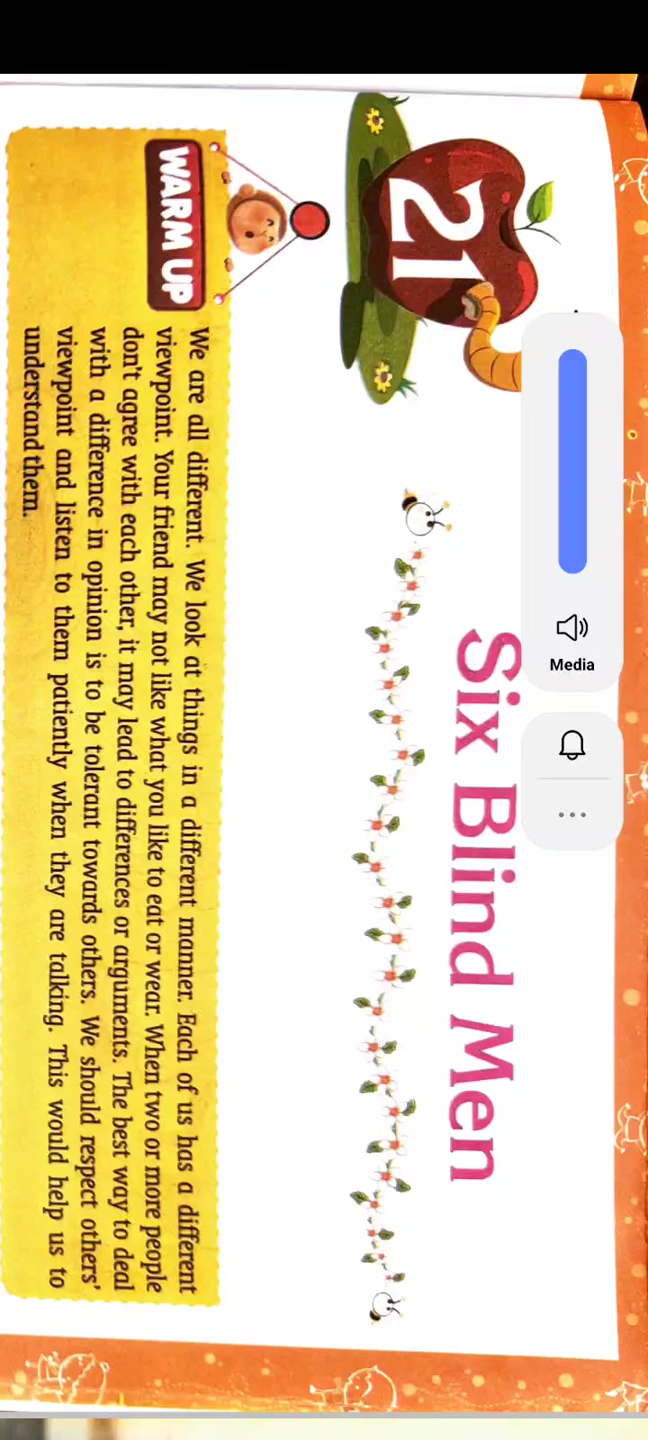 21
Six Blind Men
WARM UP
We are all different. We look at things in a different manner. Each of us has a different
viewpoint. Your friend may not like what you like to eat or wear. When two or more people
don't agree with each other, it may lead to differences or arguments. The best way to deal
with a difference in opinion is to be tolerant towards others. We should respect others'
viewpoint and listen to them patiently when they are talking. This would help us to
understand them.
Media